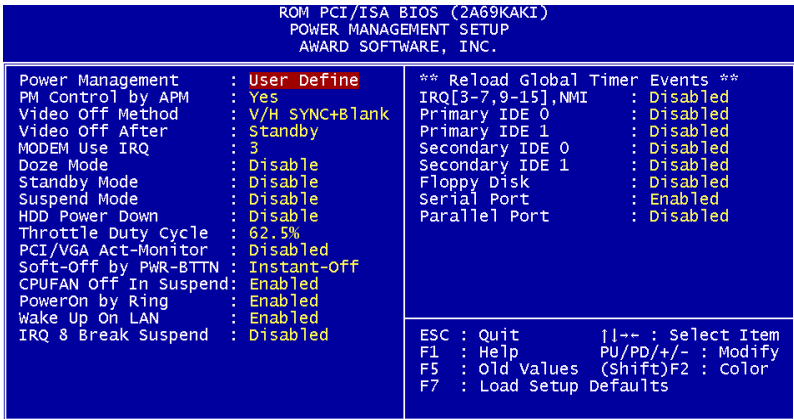 ROM PCI/ISA BIOS (2A69KAKI)
POWER MANAGEMENT SETUP
AWARD SOFTWARE, INC.
Power Management : User Define
PM Control by APM : Yes
Video Off Method : V/H SYNC+Blank
Video Off After : Standby
MODEM Use IRQ : 3
Doze Mode : Disable
Standby Mode : Disable
Suspend Mode : Disable
HDD Power Down : Disable
Throttle Duty Cycle : 62.5%
PCI/VGA Act-Monitor : Disabled
Soft-Off by PWR-BTTN : Instant-Off
CPUFAN Off In Suspend: Enabled
PowerOn by Ring : Enabled
Wake Up On LAN : Enabled
IRQ 8 Break Suspend : Disabled
** Reload Global Timer Events **
IRQ[3-7,9-15],NMI : Disabled
Primary IDE 0 : Disabled
Primary IDE 1 : Disabled
Secondary IDE 0 : Disabled
Secondary IDE 1 : Disabled
Floppy Disk : Disabled
Serial Port : Enabled
Parallel Port : Disabled
ESC : Quit ↑↓→← : Select Item
F1 : Help PU/PD/+/- : Modify
F5 : Old Values (Shift)F2 : Color
F7 : Load Setup Defaults